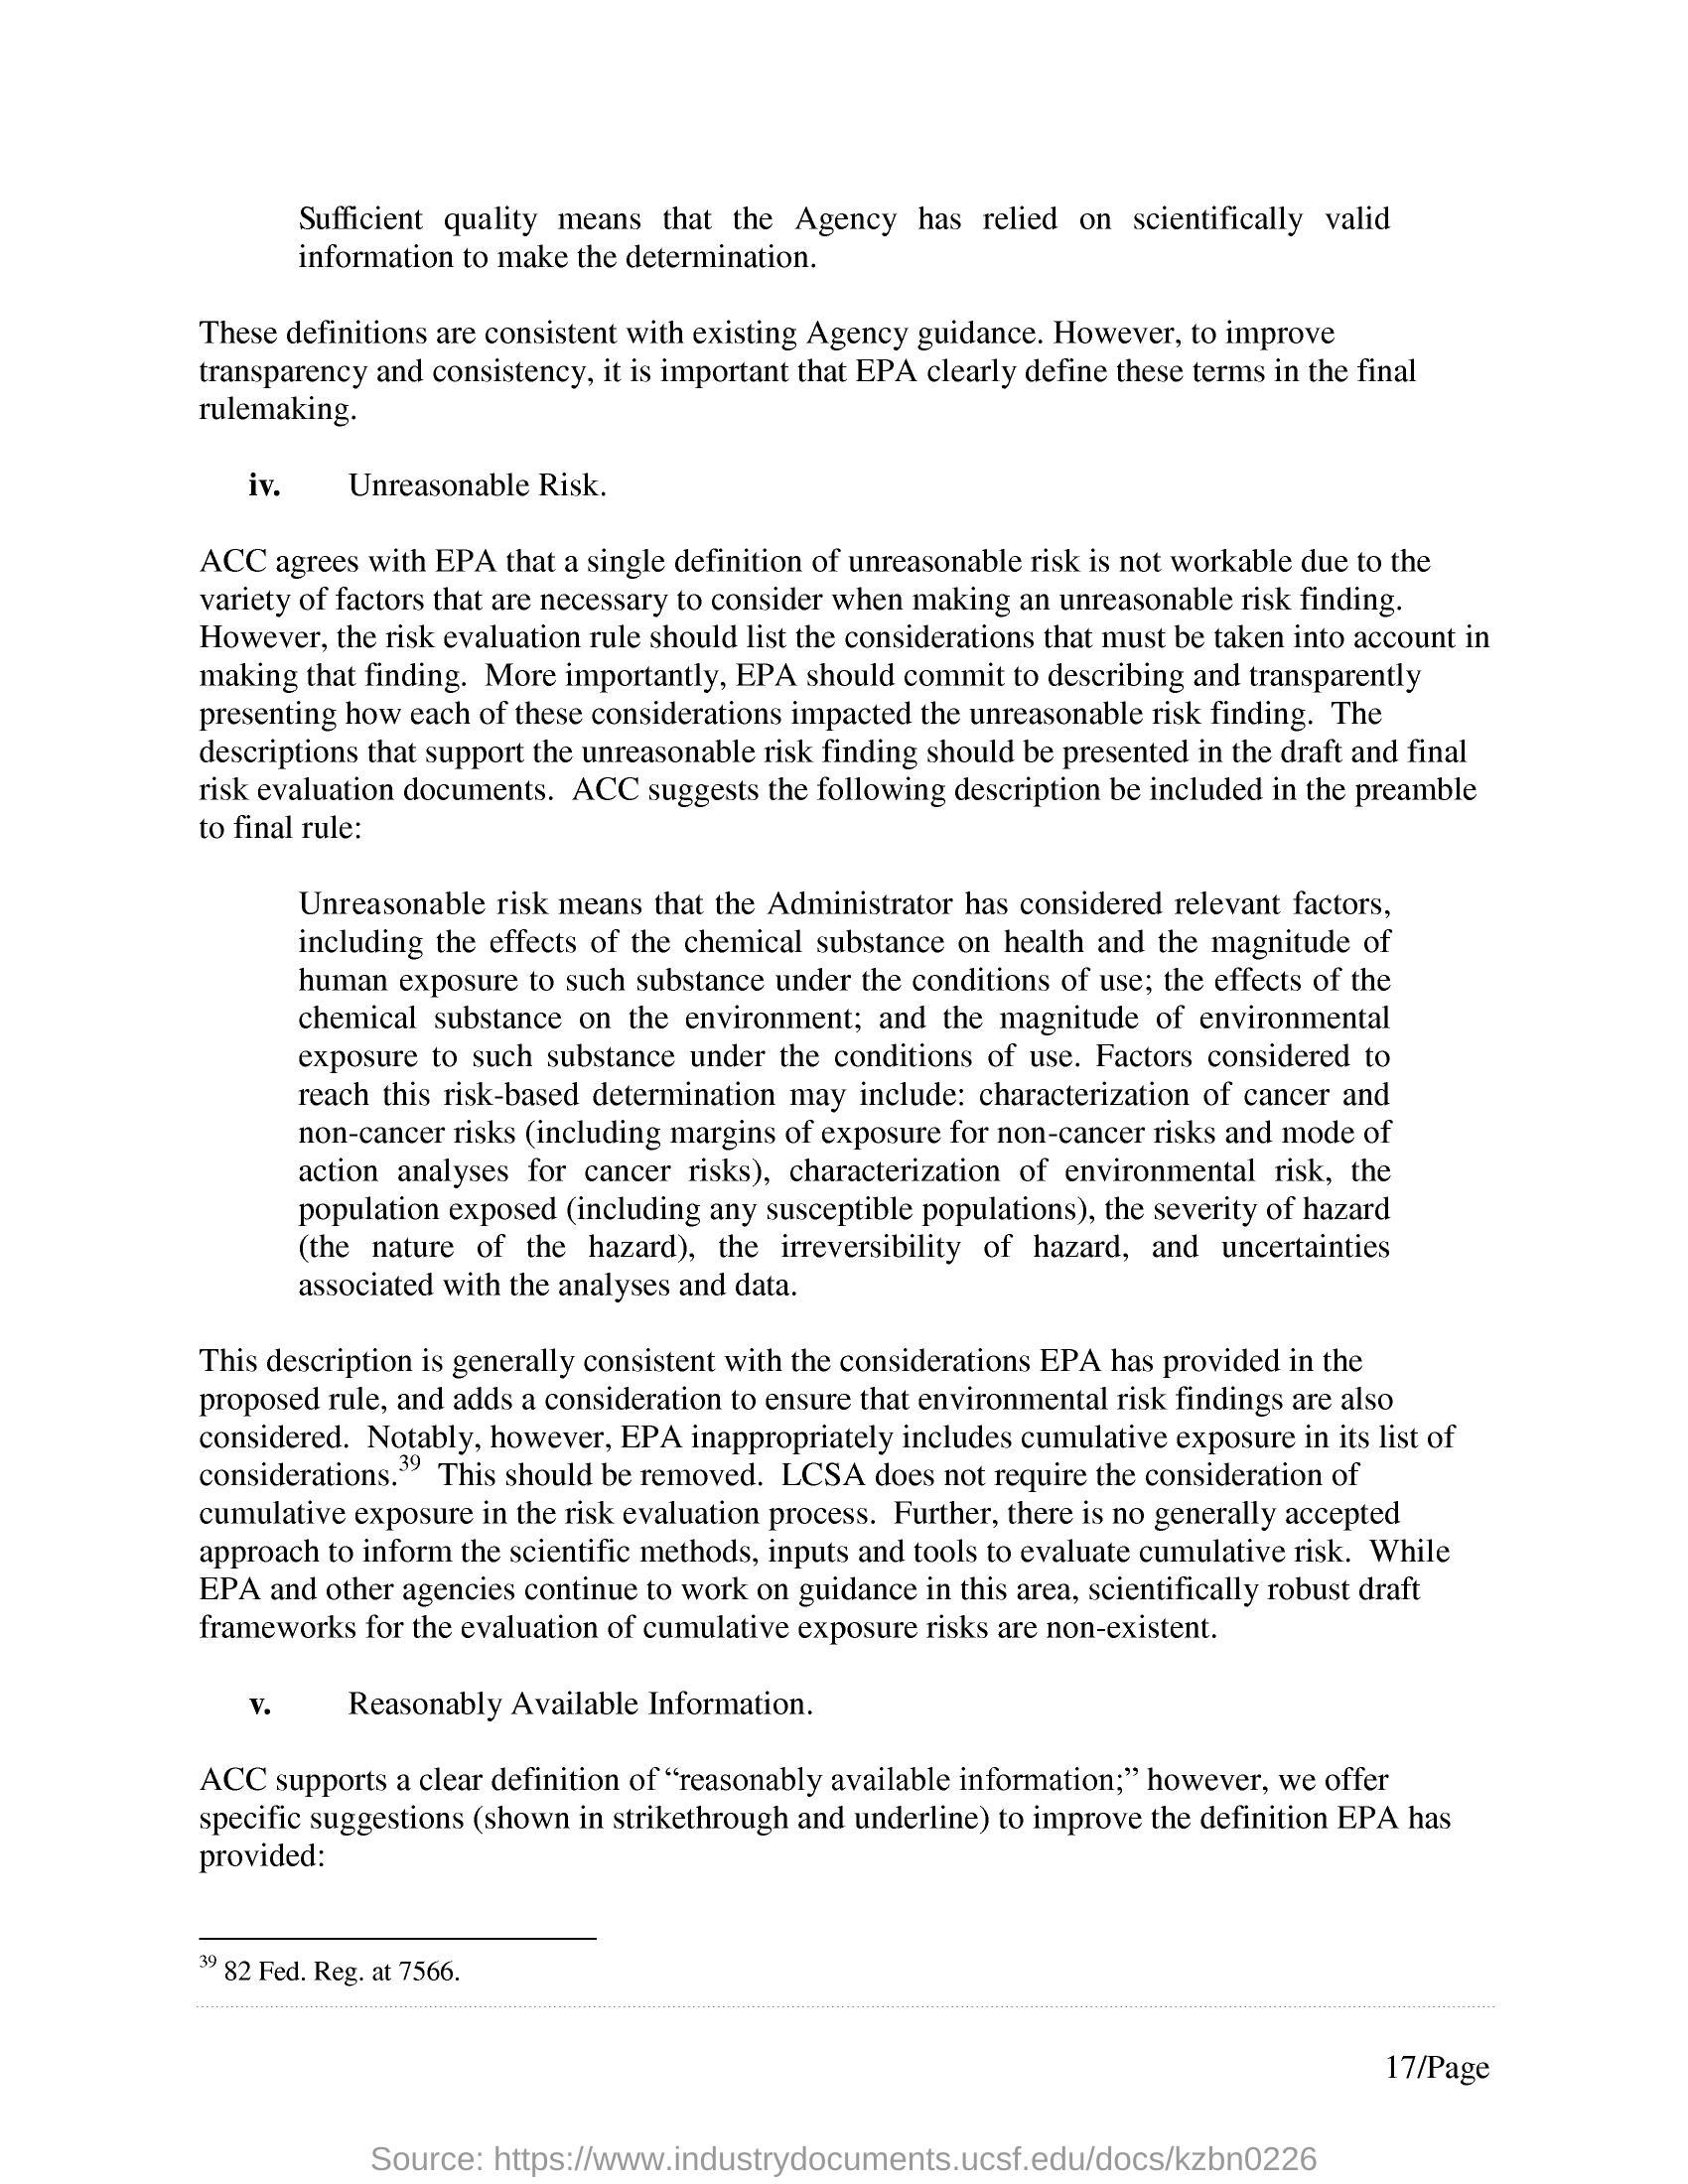 Sufficient quality means that the Agency has relied on scientifically valid
information to make the determination.
These definitions are consistent with existing Agency guidance. However, to improve
transparency and consistency, it is important that EPA clearly define these terms in the final
rulemaking.
iv. Unreasonable Risk.
ACC agrees with EPA that a single definition of unreasonable risk is not workable due to the
variety of factors that are necessary to consider when making an unreasonable risk finding.
However, the risk evaluation rule should list the considerations that must be taken into account in
making that finding. More importantly, EPA should commit to describing and transparently
presenting how each of these considerations impacted the unreasonable risk finding. The
descriptions that support the unreasonable risk finding should be presented in the draft and final
risk evaluation documents. ACC suggests the following description be included in the preamble
to final rule:
Unreasonable risk means that the Administrator has considered relevant factors,
including the effects of the chemical substance on health and the magnitude of
human exposure to such substance under the conditions of use; the effects of the
chemical substance on the environment; and the magnitude of environmental
exposure to such substance under the conditions of use. Factors considered to
reach this risk-based determination may include: characterization of cancer and
non-cancer risks (including margins of exposure for non-cancer risks and mode of
action analyses for cancer risks), characterization of environmental risk, the
population exposed (including any susceptible populations), the severity of hazard
(the nature of the hazard), the irreversibility of hazard, and uncertainties
associated with the analyses and data.
This description is generally consistent with the considerations EPA has provided in the
proposed rule, and adds a consideration to ensure that environmental risk findings are also
considered. Notably, however, EPA inappropriately includes cumulative exposure in its list of
considerations.39 This should be removed. LCSA does not require the consideration of
cumulative exposure in the risk evaluation process. Further, there is no generally accepted
approach to inform the scientific methods, inputs and tools to evaluate cumulative risk. While
EPA and other agencies continue to work on guidance in this area, scientifically robust draft
frameworks for the evaluation of cumulative exposure risks are non-existent.
v. Reasonably Available Information.
ACC supports a clear definition of “reasonably available information;” however, we offer
specific suggestions (shown in strikethrough and underline) to improve the definition EPA has
provided:
39 82 Fed. Reg. at 7566.
17/Page
Source: https://www.industrydocuments.ucsf.edu/docs/kzbn0226